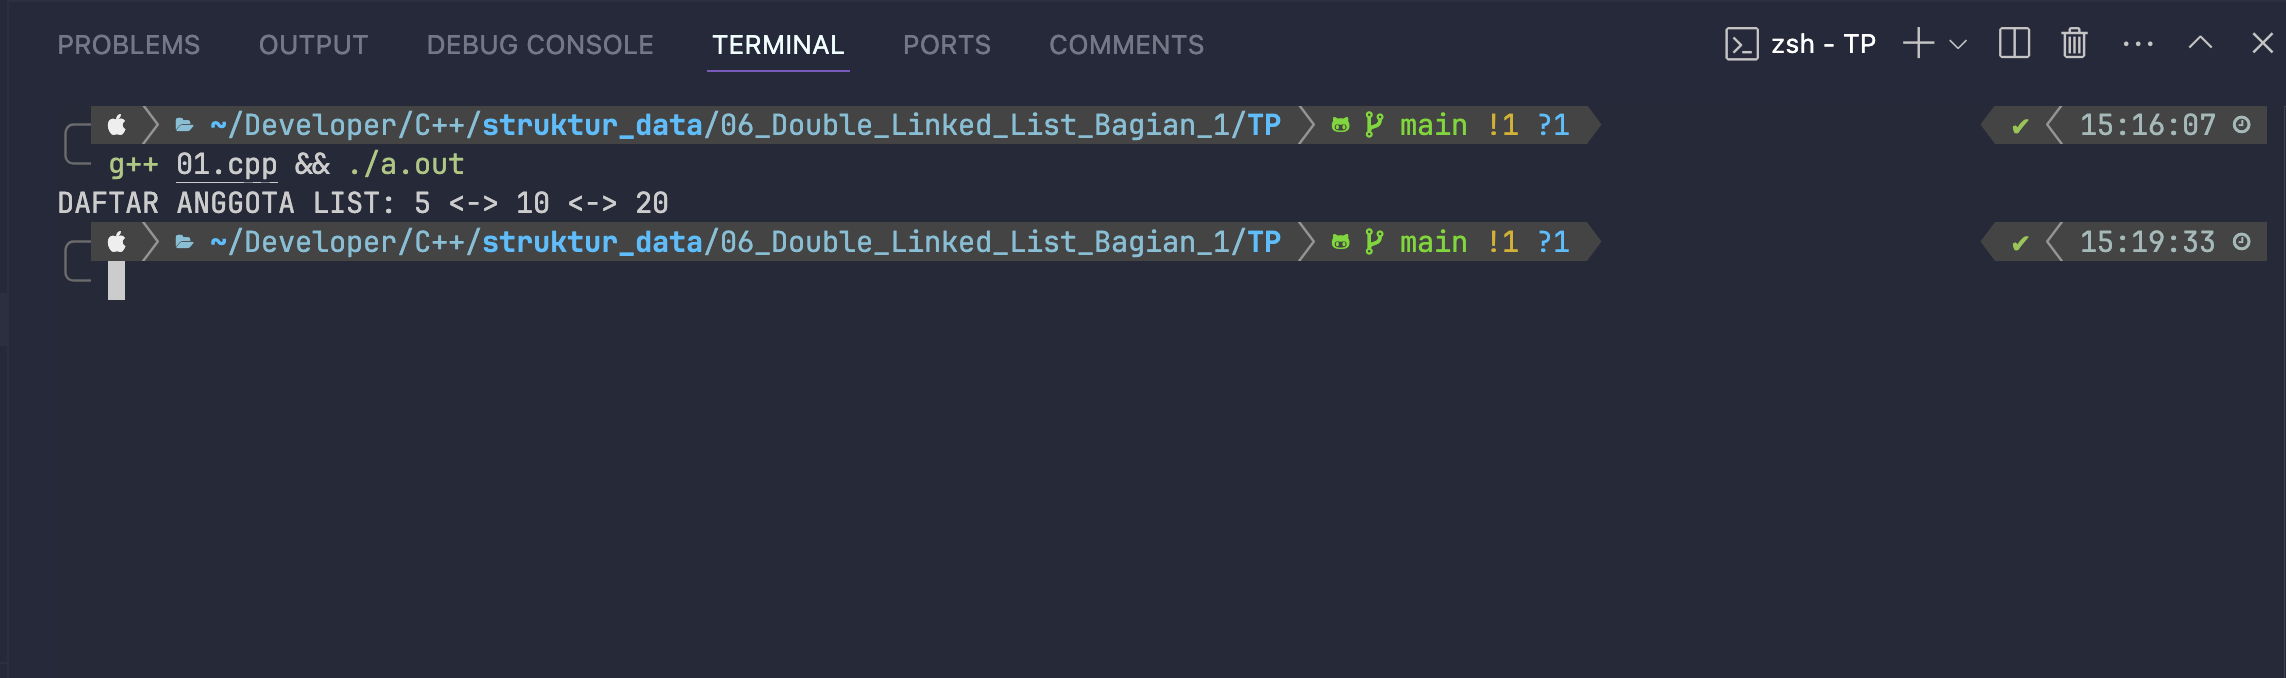 PROBLEMS OUTPUT DEBUG CONSOLE TERMINAL PORTS COMMENTS zsh - TP
~/Developer/C++/struktur_data/06_Double_Linked_List_Bagian_1/TP main !1 ?1 ✔ 15:16:07
g++ 01.cpp && ./a.out
DAFTAR ANGGOTA LIST: 5 <-> 10 <-> 20
~/Developer/C++/struktur_data/06_Double_Linked_List_Bagian_1/TP main !1 ?1 ✔ 15:19:33